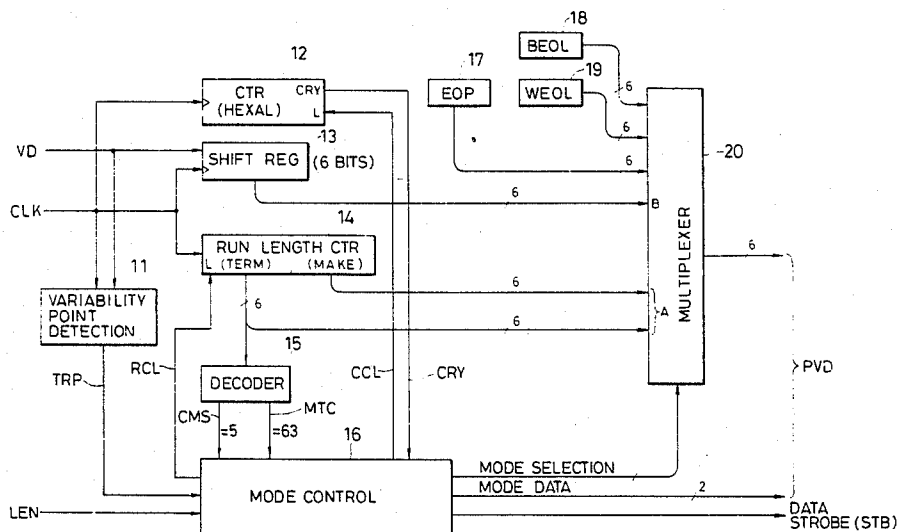 18
BEOL
17
EOP
19
WEOL
12
CTR
(HEXAL)
CRY
L
6
6
6
20
13
VD
SHIFT REG
(6 BITS)
6
B
CLK
14
RUN LENGTH CTR
L (TERM) (MAKE)
MULTIPLEXER
6
11
VARIABILITY
POINT
DETECTION
6
6
A
6
15
RCL
DECODER
CCL
CRY
PVD
TRP
CMS
=5
MTC
=63
16
MODE CONTROL
MODE SELECTION
MODE DATA
2
LEN
DATA
STROBE (STB)